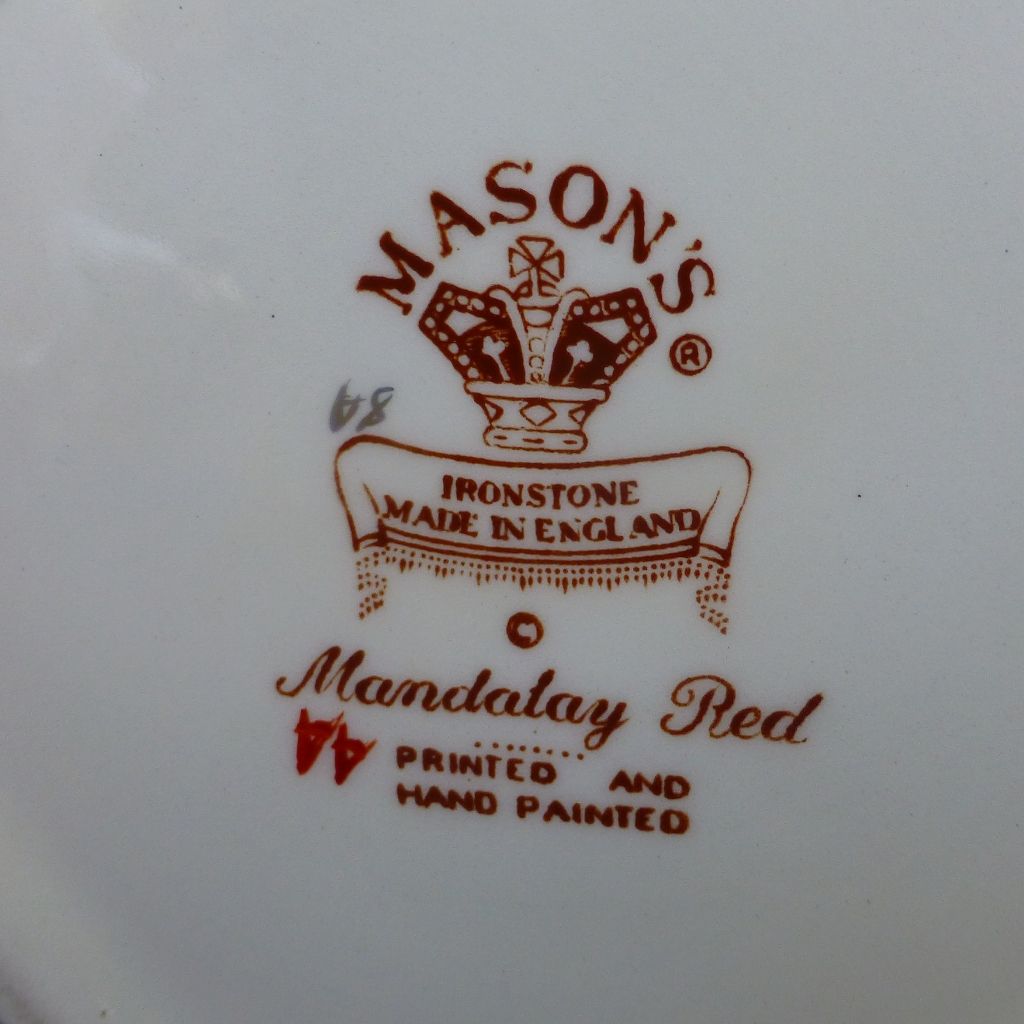 MASON'S ®
IRONSTONE
MADE IN ENGLAND
©
Mandalay Red
PRINTED AND
HAND PAINTED